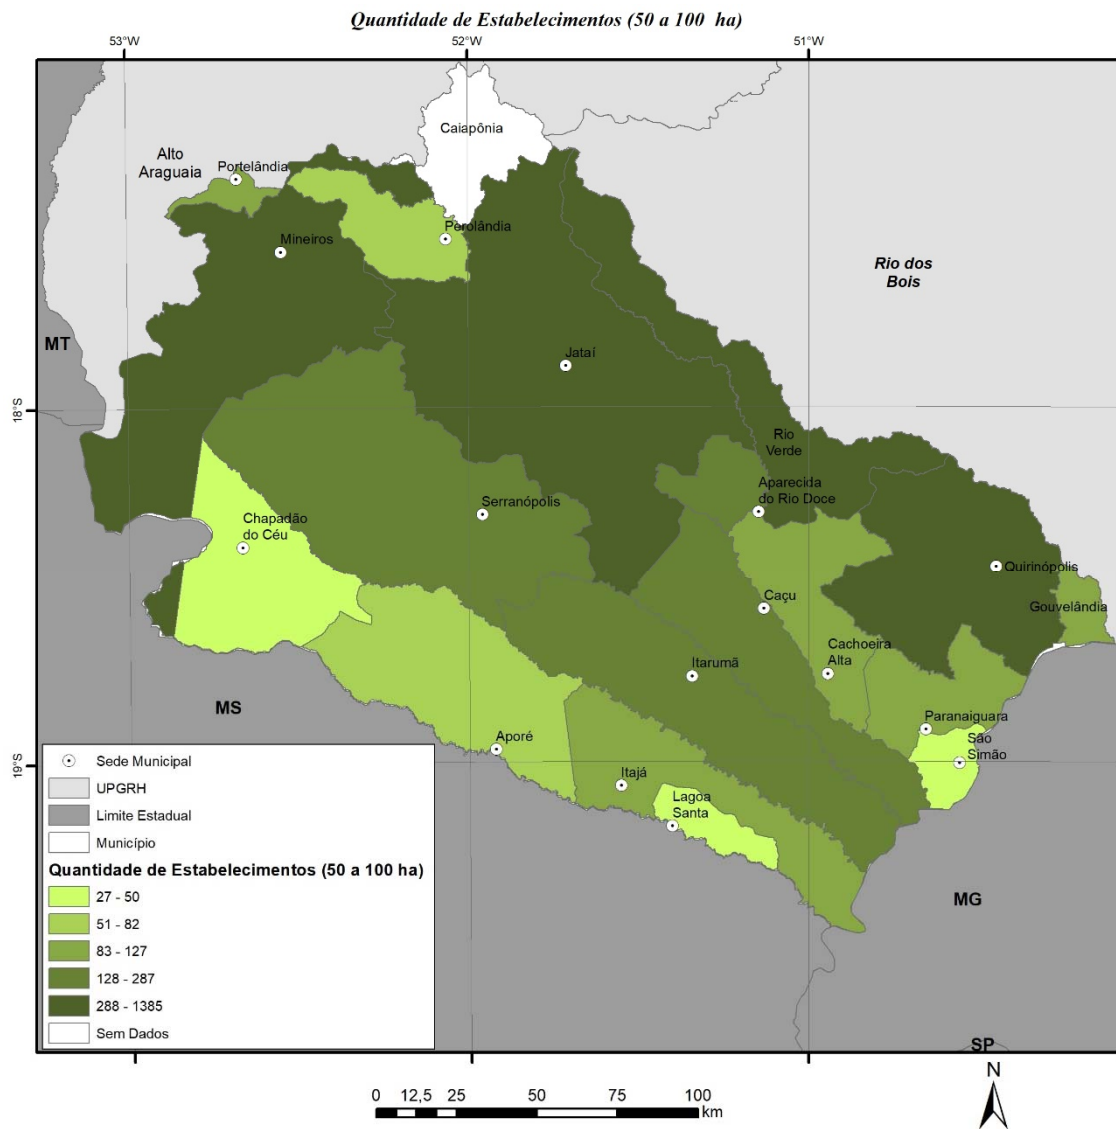 Quantidade de Estabelecimentos (50 a 100 ha)
53°W
52°W
51°W
Caiapônia
Alto
Araguaia
Portelândia
Perolândia
Mineiros
Rio dos
Bois
MT
Jataí
18°S
Rio
Verde
Aparecida
do Rio Doce
Serranópolis
Chapadão
do Céu
Quirinópolis
Caçu
Gouvelândia
Cachoeira
Alta
Itarumã
MS
Paranaiguara
São
Simão
Aporé
19°S
Itajá
Lagoa
Santa
MG
SP
Sede Municipal
UPGRH
Limite Estadual
Município
Quantidade de Estabelecimentos (50 a 100 ha)
27 - 50
51 - 82
83 - 127
128 - 287
288 - 1385
Sem Dados
N
0 12,5 25 50 75 100
km